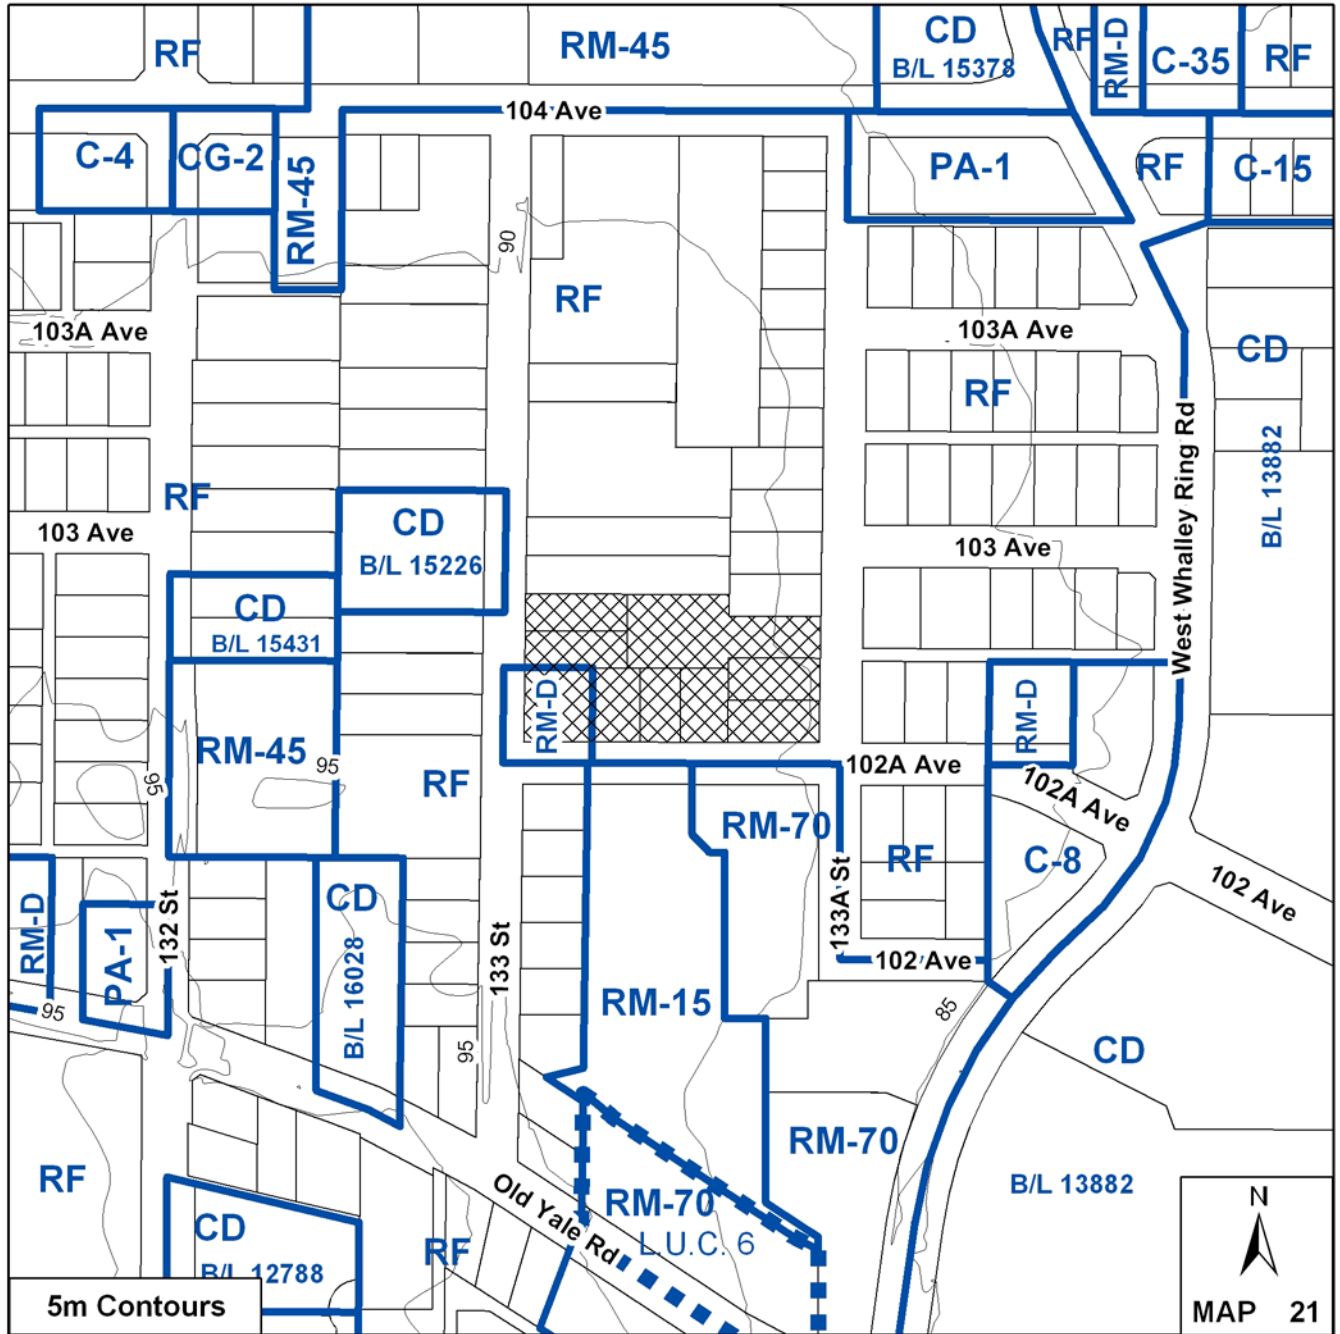 RF
RM-45
CD
B/L 15378
RF
RM-D
C-35
RF
104 Ave
C-4
CG-2
RM-45
PA-1
RF
C-15
90
RF
103A Ave
103A Ave
CD
RF
West Whalley Ring Rd
B/L 13882
RF
103 Ave
CD
B/L 15226
103 Ave
CD
B/L 15431
RM-D
RM-D
RM-45
95
95
RF
102A Ave
102A Ave
RM-70
RF
C-8
133A St
102 Ave
RM-D
PA-1
132 St
CD
B/L 16028
133 St
102 Ave
RM-15
95
85
95
CD
RM-70
RF
Old Yale Rd
RM-70
L.U.C. 6
B/L 13882
CD
B/L 12788
RF
5m Contours
N
MAP 21